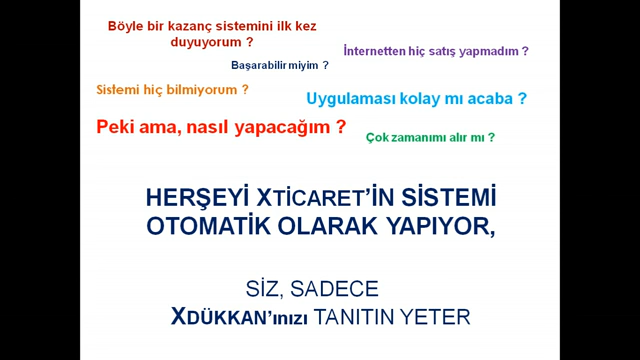 Böyle bir kazanç sistemini ilk kez
duyuyorum ?
İnternetten hiç satış yapmadım ?
Başarabilir miyim ?
Sistemi hiç bilmiyorum ?
Uygulaması kolay mı acaba ?
Peki ama, nasıl yapacağım ?
Çok zamanımı alır mı ?
HERŞEYİ XTİCARET’İN SİSTEMİ
OTOMATİK OLARAK YAPIYOR,
SİZ, SADECE
XDÜKKAN’ınızı TANITIN YETER